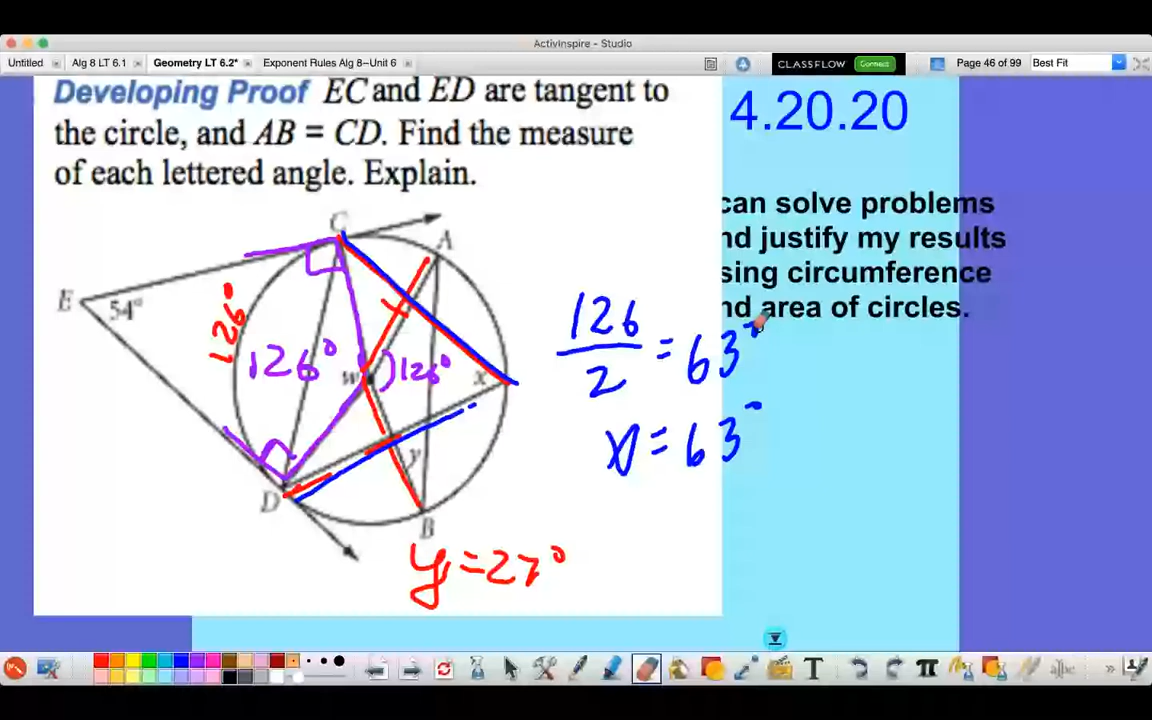 ActivInspire - Studio
Untitled
Alg 8 LT 6.1
Geometry LT 6.2*
Exponent Rules Alg 8–Unit 6
CLASSFLOW Connect
Page 46 of 99
Best Fit
Developing Proof EC and ED are tangent to
the circle, and AB = CD. Find the measure
of each lettered angle. Explain.
4.20.20
can solve problems
nd justify my results
sing circumference
nd area of circles.
C
A
E
54°
126°
126°
w
126°
x
y
D
B
126/2 = 63°
x = 63°
y = 27°
T
π
abc